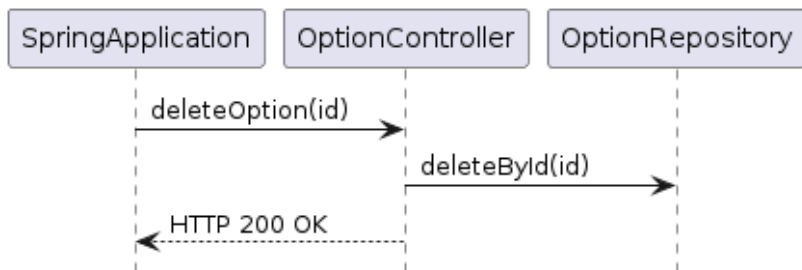 SpringApplication OptionController OptionRepository
deleteOption(id)
deleteById(id)
HTTP 200 OK